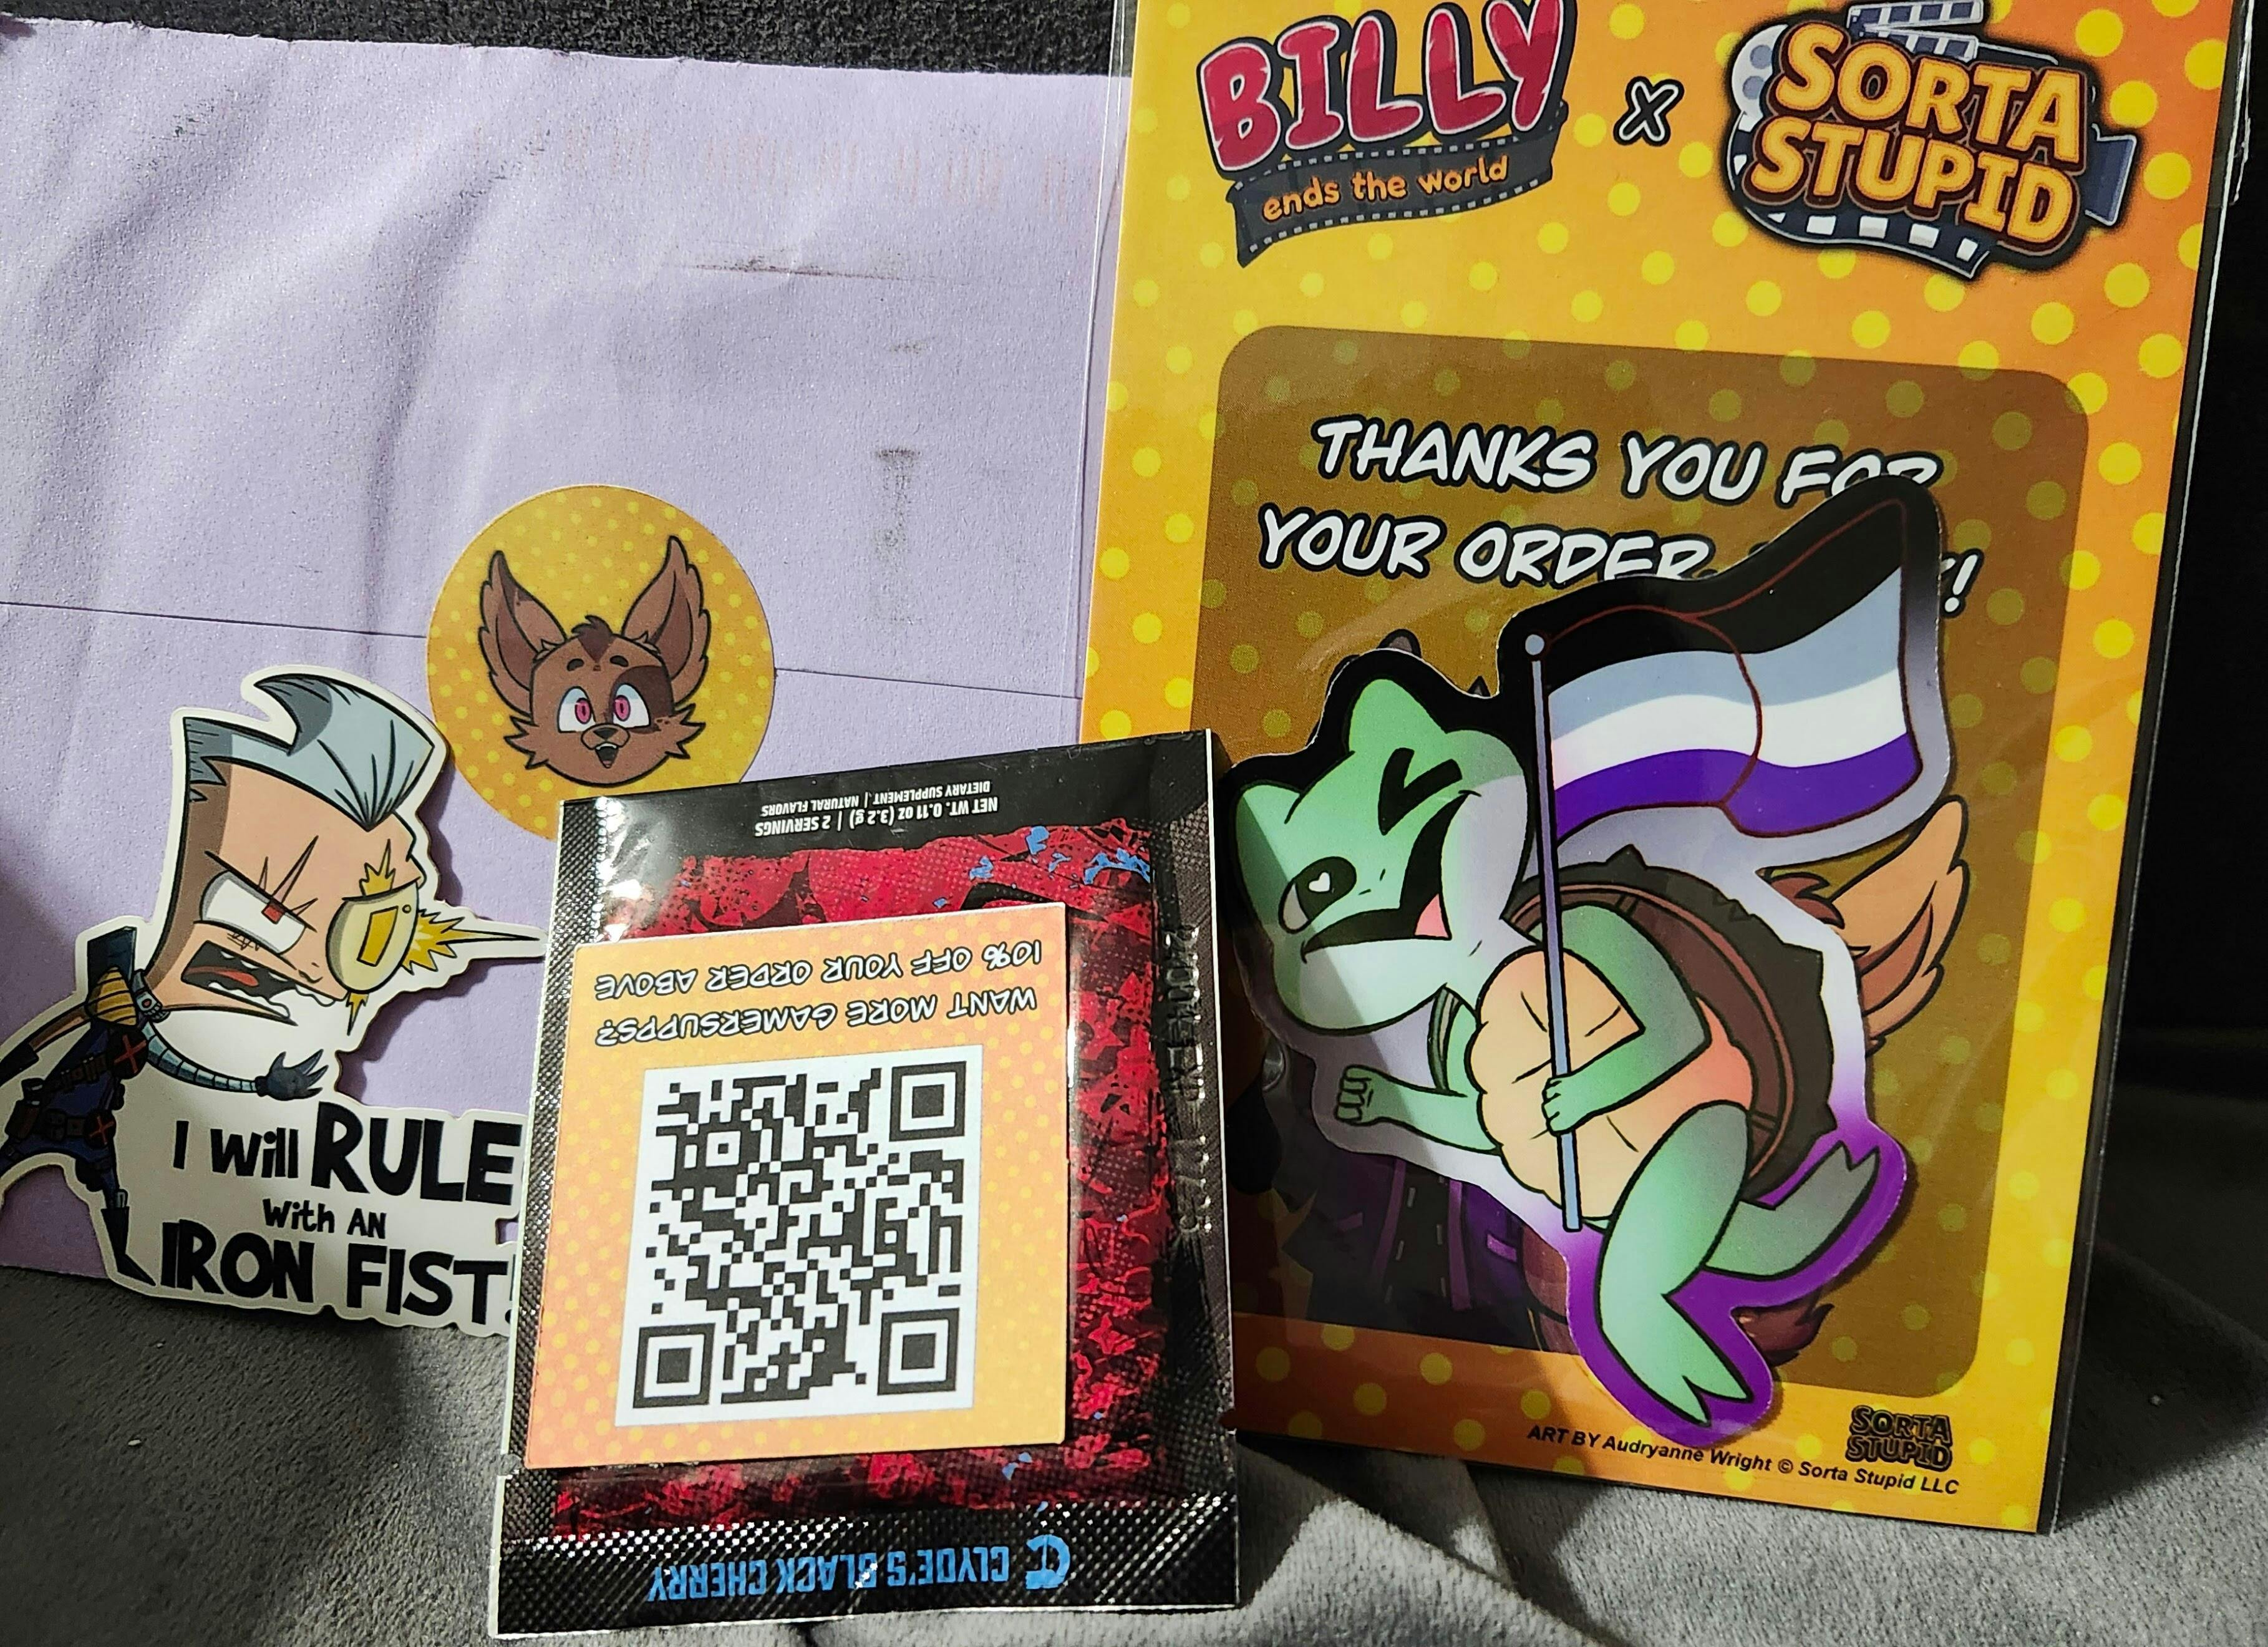 BILLY
ends the world
X
SORTA
STUPID
THANKS YOU FOR
YOUR ORDER
!
I Will RULE
With AN
IRON FIST!
NET WT. 0.11 oz (3.2 g) | 2 SERVINGS
DIETARY SUPPLEMENT | NATURAL FLAVORS
WANT MORE GAMERSUPPS?
10% OFF YOUR ORDER ABOVE
CLYDE'S BLACK CHERRY
SORTA
STUPID
ART BY Audryanne Wright © Sorta Stupid LLC